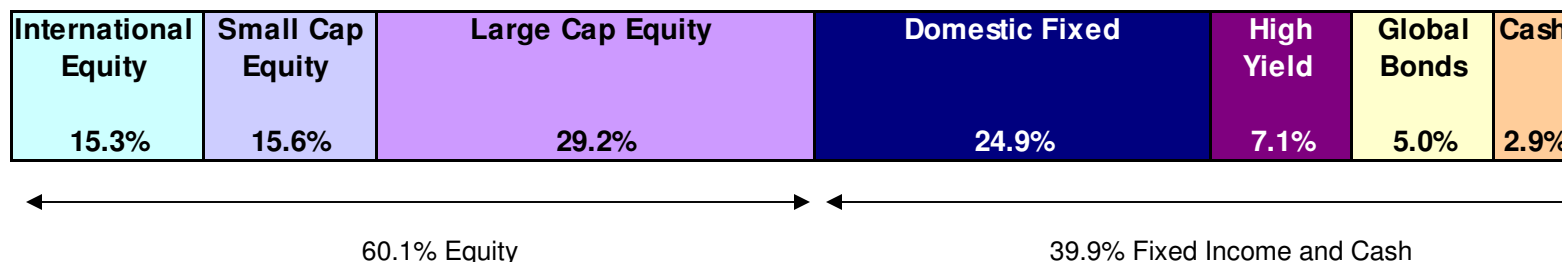 International Small Cap Large Cap Equity Domestic Fixed High Global Cash
Equity Equity Yield Bonds
15.3% 15.6% 29.2% 24.9% 7.1% 5.0% 2.9%
60.1% Equity 39.9% Fixed Income and Cash